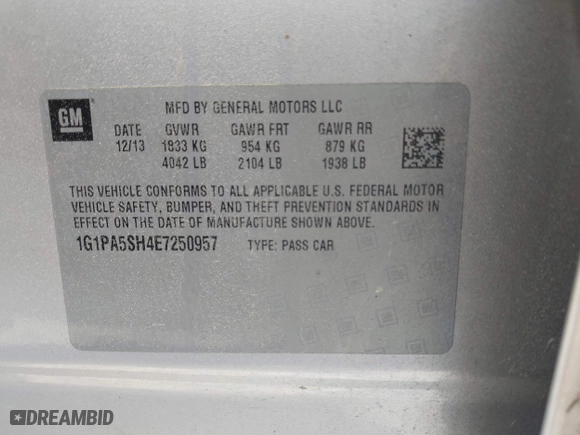 GM
MFD BY GENERAL MOTORS LLC
DATE GVWR GAWR FRT GAWR RR
12/13 1833 KG 954 KG 879 KG
4042 LB 2104 LB 1938 LB
THIS VEHICLE CONFORMS TO ALL APPLICABLE U.S. FEDERAL MOTOR
VEHICLE SAFETY, BUMPER, AND THEFT PREVENTION STANDARDS IN
EFFECT ON THE DATE OF MANUFACTURE SHOWN ABOVE.
1G1PA5SH4E7250957 TYPE: PASS CAR
DREAMBID